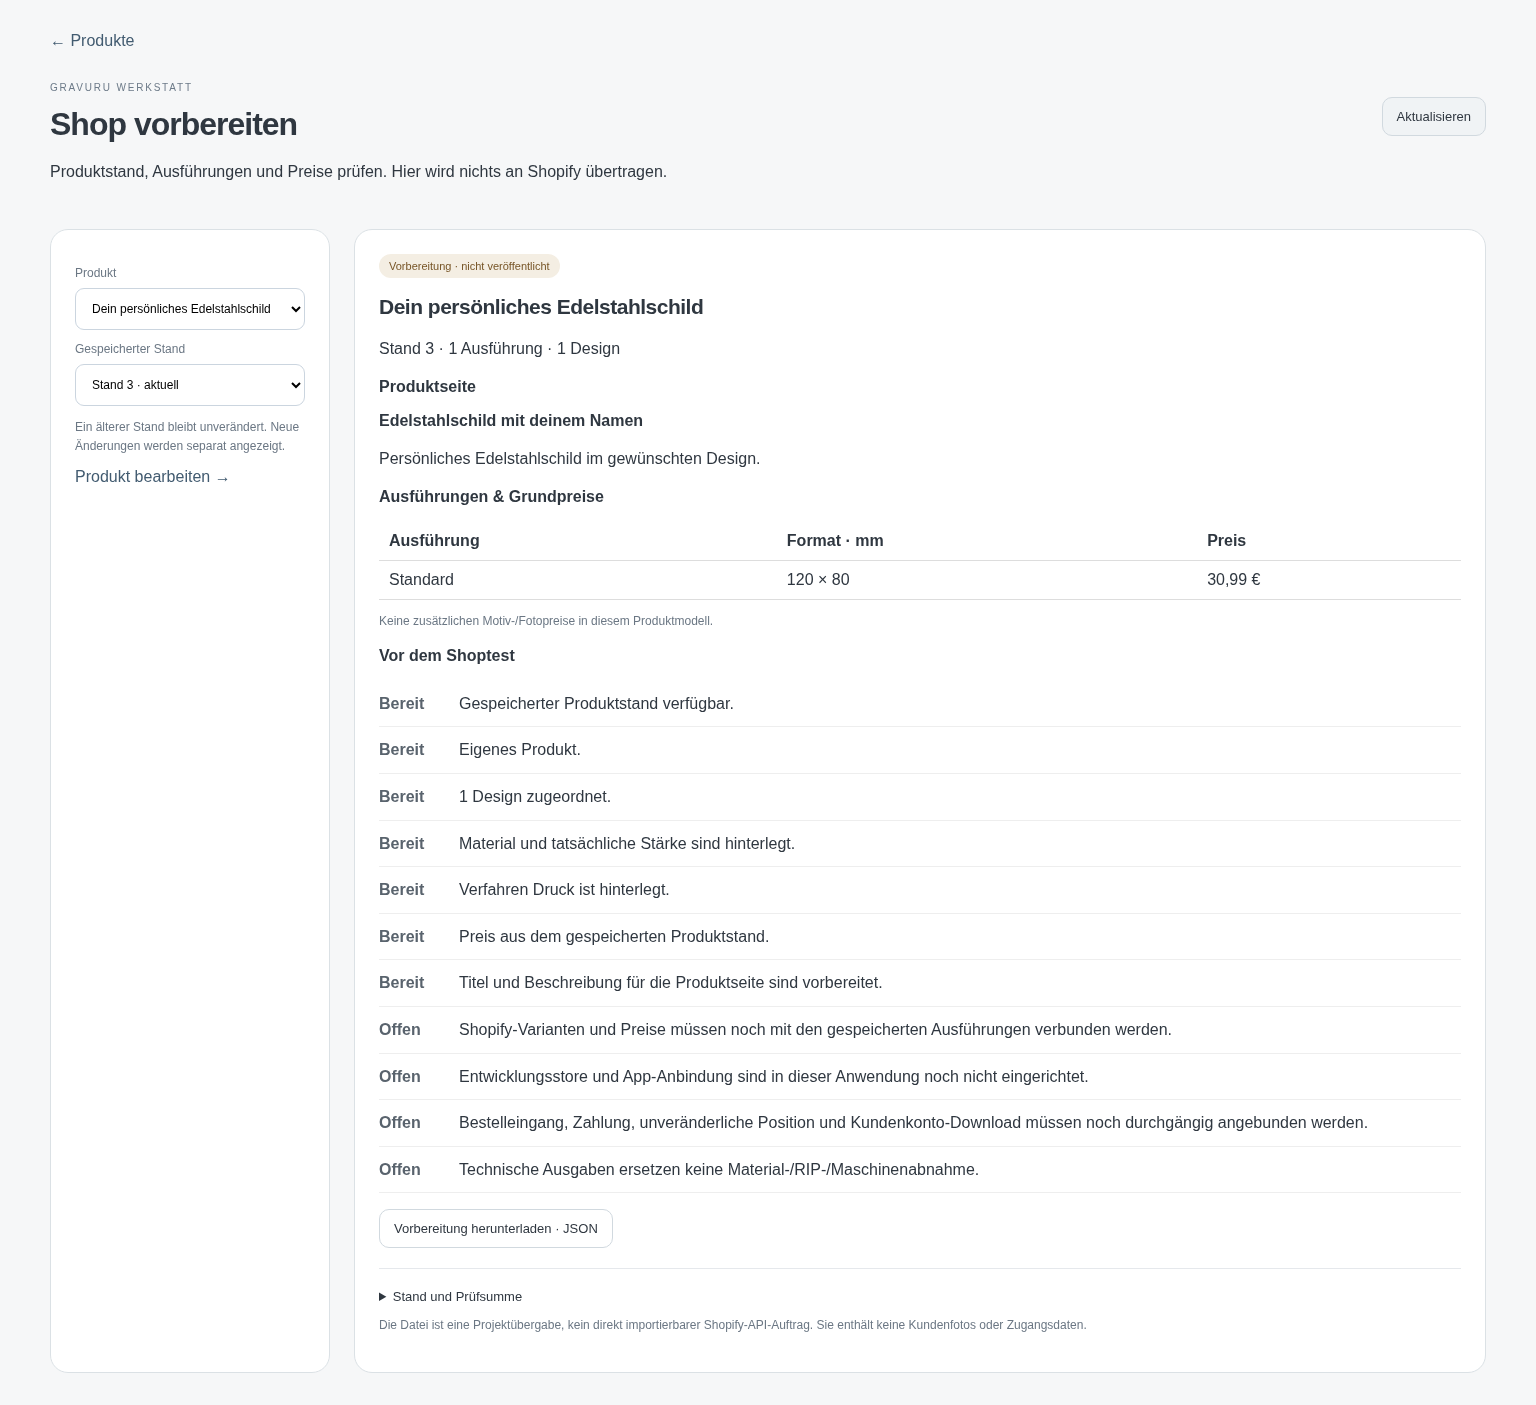 ← Produkte
GRAVURU WERKSTATT
Shop vorbereiten
Aktualisieren
Produktstand, Ausführungen und Preise prüfen. Hier wird nichts an Shopify übertragen.
Produkt
Dein persönliches Edelstahlschild
Gespeicherter Stand
Stand 3 · aktuell
Ein älterer Stand bleibt unverändert. Neue
Änderungen werden separat angezeigt.
Produkt bearbeiten →
Vorbereitung · nicht veröffentlicht
Dein persönliches Edelstahlschild
Stand 3 · 1 Ausführung · 1 Design
Produktseite
Edelstahlschild mit deinem Namen
Persönliches Edelstahlschild im gewünschten Design.
Ausführungen & Grundpreise
Ausführung Format · mm Preis
Standard 120 × 80 30,99 €
Keine zusätzlichen Motiv-/Fotopreise in diesem Produktmodell.
Vor dem Shoptest
Bereit Gespeicherter Produktstand verfügbar.
Bereit Eigenes Produkt.
Bereit 1 Design zugeordnet.
Bereit Material und tatsächliche Stärke sind hinterlegt.
Bereit Verfahren Druck ist hinterlegt.
Bereit Preis aus dem gespeicherten Produktstand.
Bereit Titel und Beschreibung für die Produktseite sind vorbereitet.
Offen Shopify-Varianten und Preise müssen noch mit den gespeicherten Ausführungen verbunden werden.
Offen Entwicklungsstore und App-Anbindung sind in dieser Anwendung noch nicht eingerichtet.
Offen Bestelleingang, Zahlung, unveränderliche Position und Kundenkonto-Download müssen noch durchgängig angebunden werden.
Offen Technische Ausgaben ersetzen keine Material-/RIP-/Maschinenabnahme.
Vorbereitung herunterladen · JSON
▶ Stand und Prüfsumme
Die Datei ist eine Projektübergabe, kein direkt importierbarer Shopify-API-Auftrag. Sie enthält keine Kundenfotos oder Zugangsdaten.